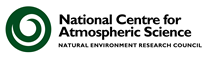 National Centre for
Atmospheric Science
NATURAL ENVIRONMENT RESEARCH COUNCIL